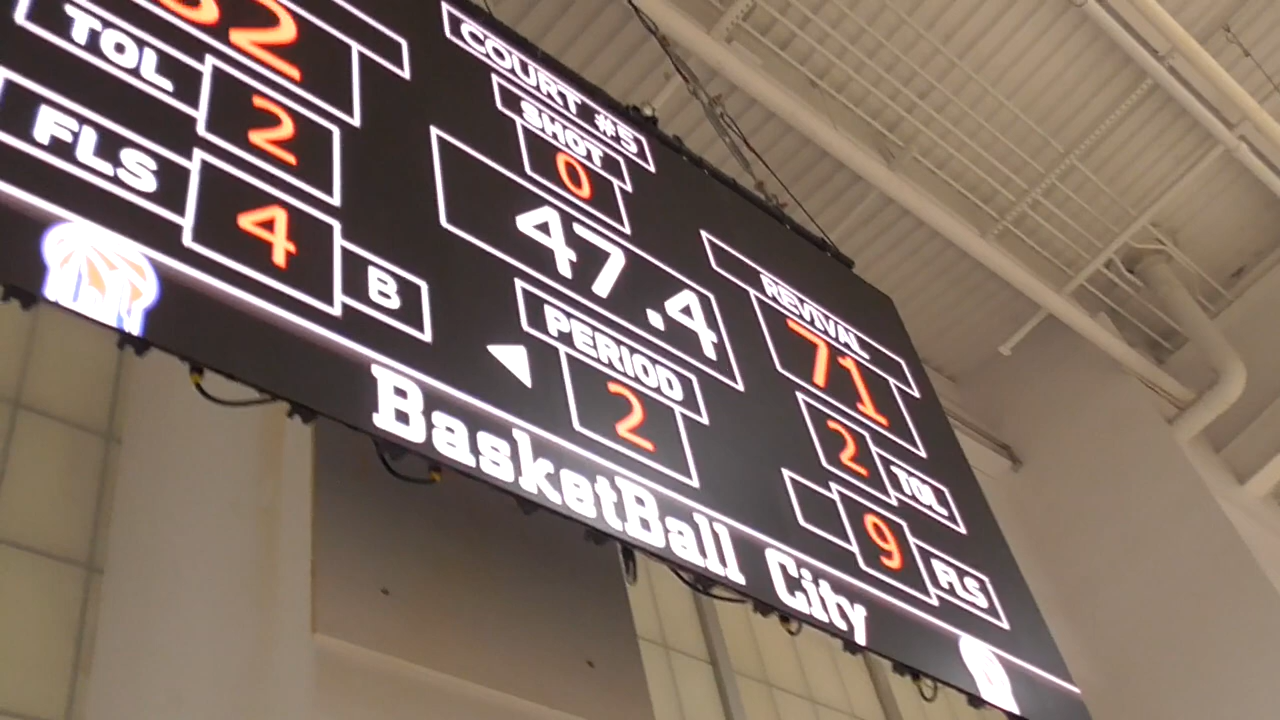 COURT #5
SHOT
0
47.4
PERIOD
2
TOL
2
FLS
4
B
REVIVAL
71
2
TOL
9
FLS
BasketBall City